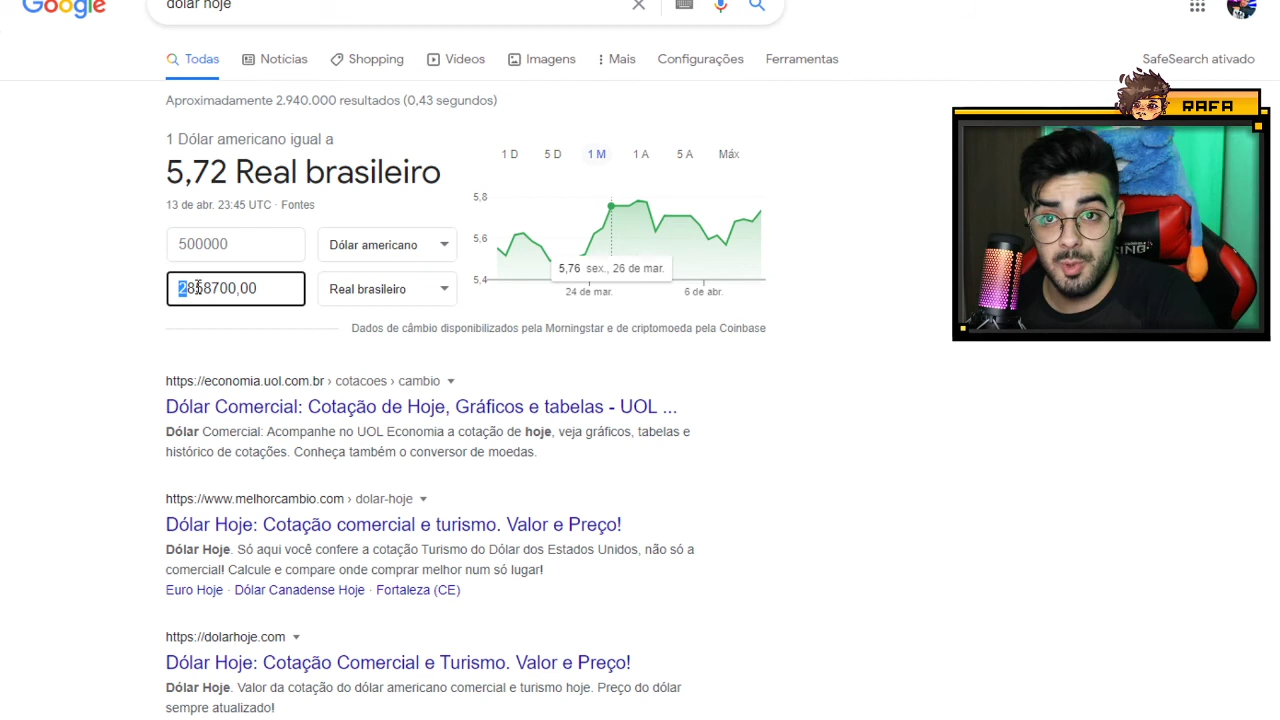 Google
dolar hoje
Todas
Notícias
Shopping
Vídeos
Imagens
Mais
Configurações
Ferramentas
SafeSearch ativado
Aproximadamente 2.940.000 resultados (0,43 segundos)
RAFA
1 Dólar americano igual a
5,72 Real brasileiro
13 de abr. 23:45 UTC · Fontes
500000
Dólar americano
2858700,00
Real brasileiro
1 D
5 D
1 M
1 A
5 A
Máx
5,8
5,6
5,4
5,76 sex., 26 de mar.
24 de mar.
6 de abr.
Dados de câmbio disponibilizados pela Morningstar e de criptomoeda pela Coinbase
https://economia.uol.com.br › cotacoes › cambio
Dólar Comercial: Cotação de Hoje, Gráficos e tabelas - UOL ...
Dólar Comercial: Acompanhe no UOL Economia a cotação de hoje, veja gráficos, tabelas e
histórico de cotações. Conheça também o conversor de moedas.
https://www.melhorcambio.com › dolar-hoje
Dólar Hoje: Cotação comercial e turismo. Valor e Preço!
Dólar Hoje. Só aqui você confere a cotação Turismo do Dólar dos Estados Unidos, não só a
comercial! Calcule e compare onde comprar melhor num só lugar!
Euro Hoje · Dólar Canadense Hoje · Fortaleza (CE)
https://dolarhoje.com
Dólar Hoje: Cotação Comercial e Turismo. Valor e Preço!
Dólar Hoje. Valor da cotação do dólar americano comercial e turismo hoje. Preço do dólar
sempre atualizado!